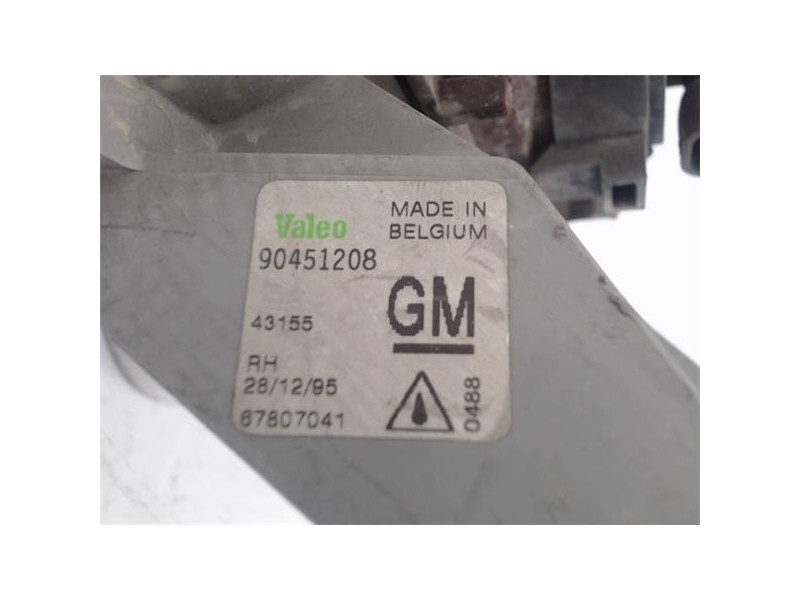 Valeo
MADE IN
BELGIUM
90451208
GM
43155
RH
28/12/95
67807041
0488